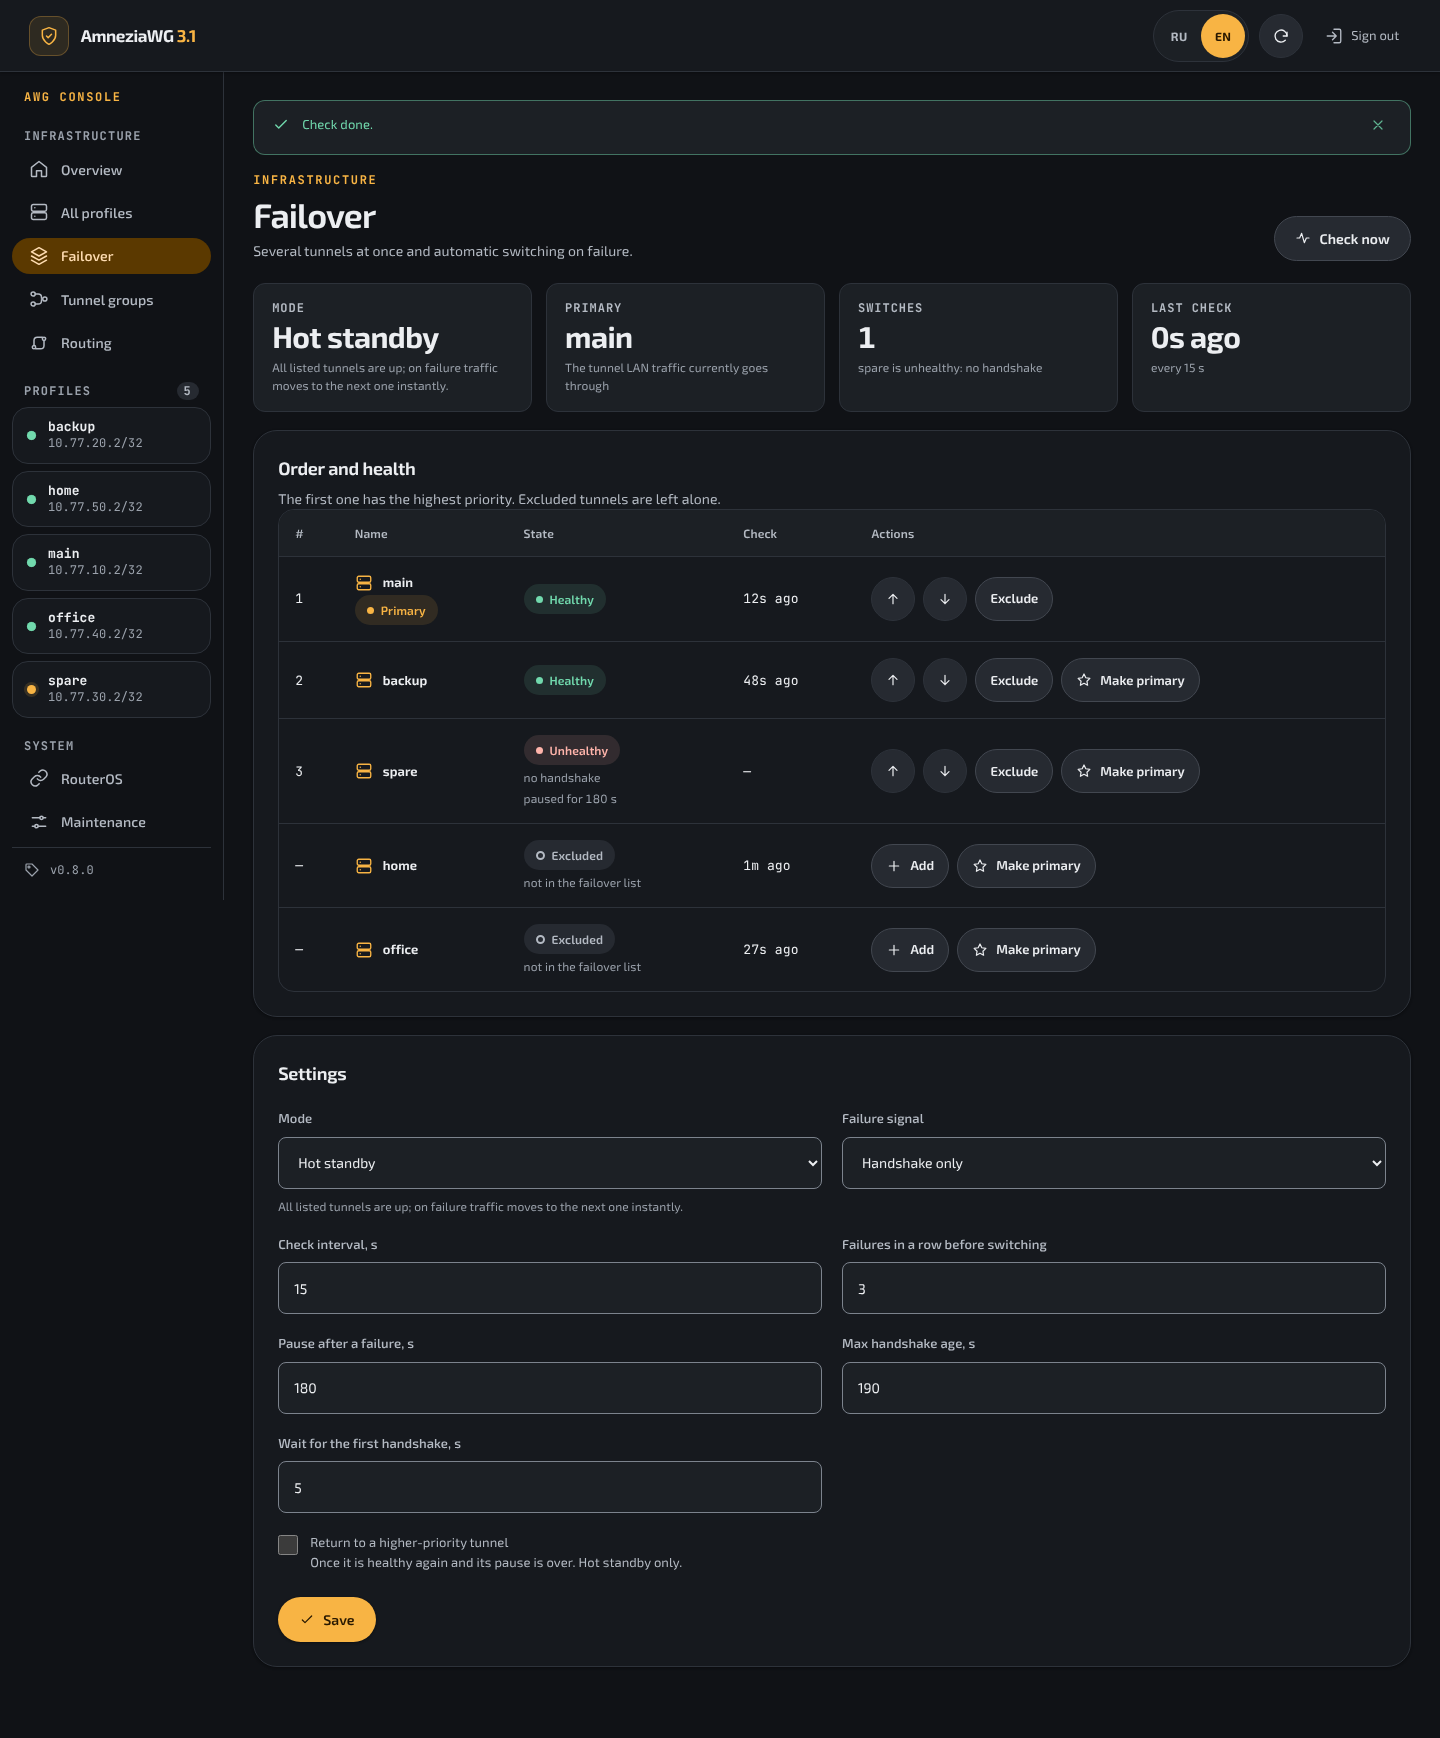 AmneziaWG 3.1
RU
EN
Sign out
AWG CONSOLE
INFRASTRUCTURE
Overview
All profiles
Failover
Tunnel groups
Routing
PROFILES
5
backup
10.77.20.2/32
home
10.77.50.2/32
main
10.77.10.2/32
office
10.77.40.2/32
spare
10.77.30.2/32
SYSTEM
RouterOS
Maintenance
v0.8.0
Check done.
INFRASTRUCTURE
Failover
Several tunnels at once and automatic switching on failure.
Check now
MODE
Hot standby
All listed tunnels are up; on failure traffic
moves to the next one instantly.
PRIMARY
main
The tunnel LAN traffic currently goes
through
SWITCHES
1
spare is unhealthy: no handshake
LAST CHECK
0s ago
every 15 s
Order and health
The first one has the highest priority. Excluded tunnels are left alone.
# Name State Check Actions
1 main Healthy 12s ago Exclude
Primary
2 backup Healthy 48s ago Exclude Make primary
3 spare Unhealthy — Exclude Make primary
no handshake
paused for 180 s
— home Excluded 1m ago Add Make primary
not in the failover list
— office Excluded 27s ago Add Make primary
not in the failover list
Settings
Mode
Hot standby
All listed tunnels are up; on failure traffic moves to the next one instantly.
Failure signal
Handshake only
Check interval, s
15
Failures in a row before switching
3
Pause after a failure, s
180
Max handshake age, s
190
Wait for the first handshake, s
5
Return to a higher-priority tunnel
Once it is healthy again and its pause is over. Hot standby only.
Save